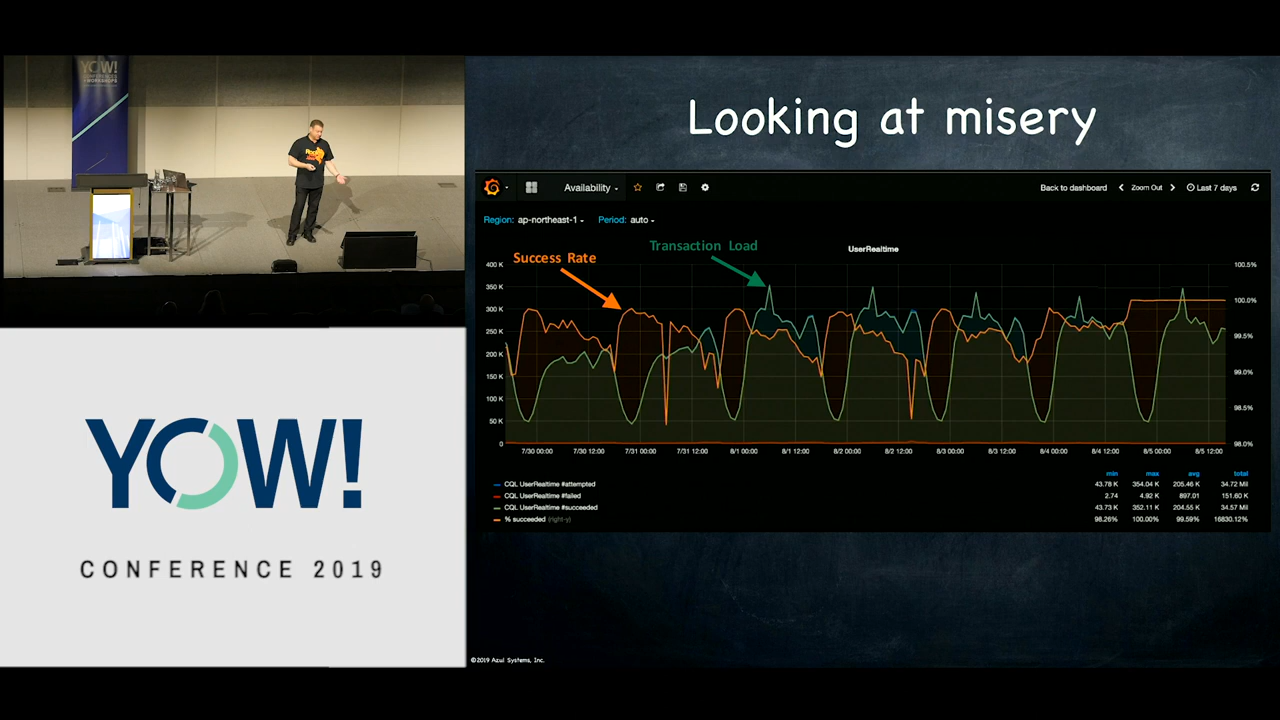 YOW!
CONFERENCES
& WORKSHOPS
YOW!
CONFERENCE 2019
Looking at misery
Availability
Back to dashboard
Zoom Out
Last 7 days
Region: ap-northeast-1
Period: auto
UserRealtime
Success Rate
Transaction Load
400 K
350 K
300 K
250 K
200 K
150 K
100 K
50 K
0
100.5%
100.0%
99.5%
99.0%
98.5%
98.0%
7/30 00:00 7/30 12:00 7/31 00:00 7/31 12:00 8/1 00:00 8/1 12:00 8/2 00:00 8/2 12:00 8/3 00:00 8/3 12:00 8/4 00:00 8/4 12:00 8/5 00:00 8/5 12:00
min max avg total
CQL UserRealtime #attempted 43.78 K 354.04 K 205.46 K 34.72 Mil
CQL UserRealtime #failed 2.74 4.92 K 897.01 151.60 K
CQL UserRealtime #succeeded 43.73 K 352.11 K 204.55 K 34.57 Mil
% succeeded (right-y) 98.26% 100.00% 99.59% 16830.12%
©2019 Azul Systems, Inc.